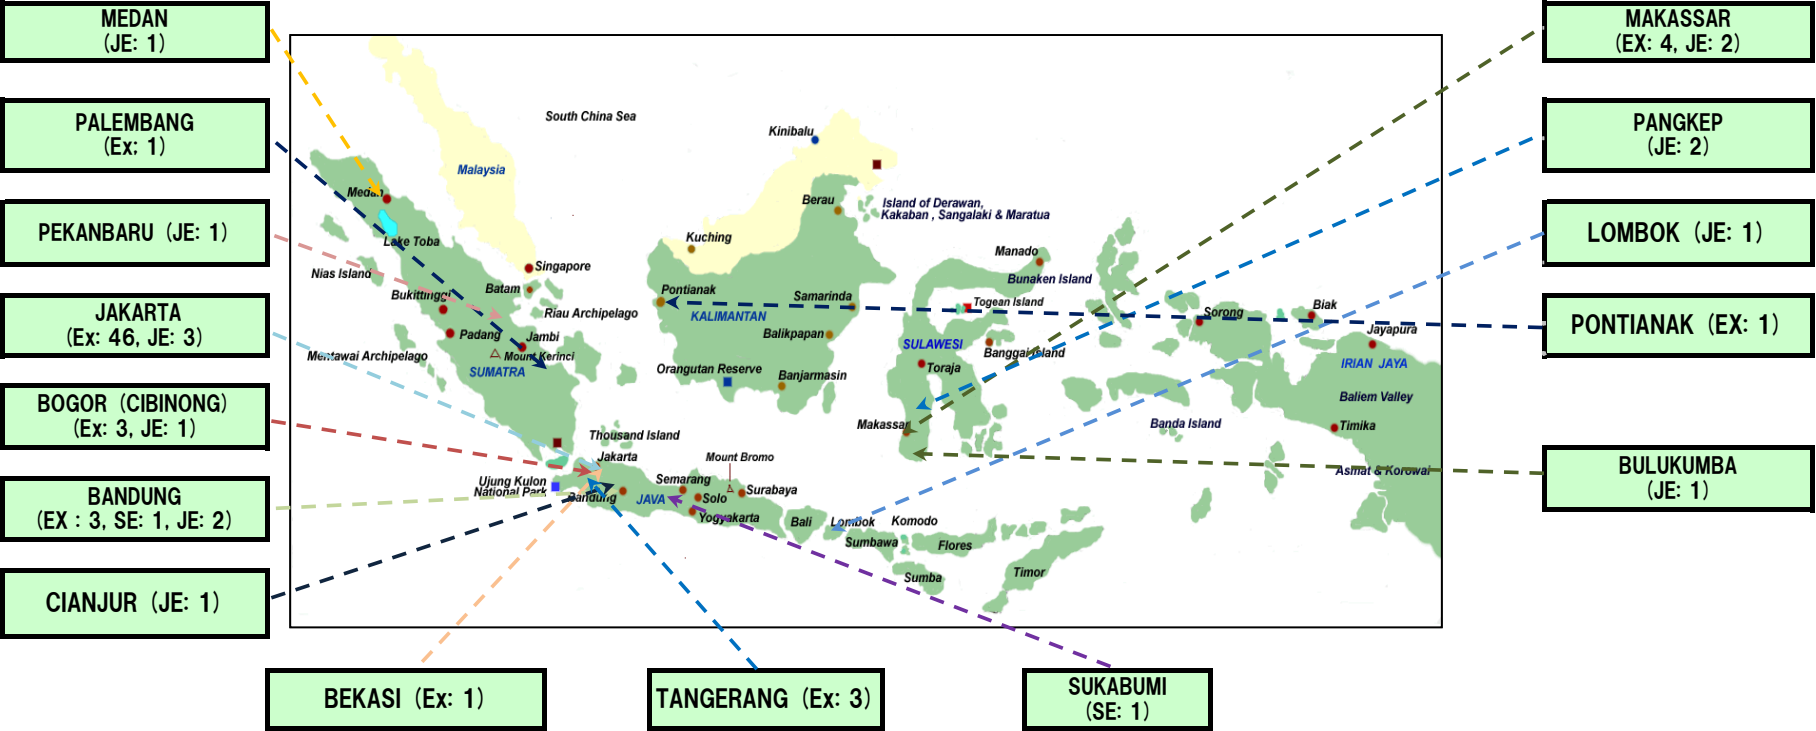 MEDAN
(JE: 1)
PALEMBANG
(Ex: 1)
PEKANBARU (JE: 1)
JAKARTA
(Ex: 46, JE: 3)
BOGOR (CIBINONG)
(Ex: 3, JE: 1)
BANDUNG
(EX : 3, SE: 1, JE: 2)
CIANJUR (JE: 1)
BEKASI (Ex: 1)
TANGERANG (Ex: 3)
SUKABUMI
(SE: 1)
MAKASSAR
(EX: 4, JE: 2)
PANGKEP
(JE: 2)
LOMBOK (JE: 1)
PONTIANAK (EX: 1)
BULUKUMBA
(JE: 1)
South China Sea
Malaysia
Kinibalu
Medan
Lake Toba
Nias Island
Bukittinggi
Singapore
Batam
Riau Archipelago
Padang
Jambi
Mount Kerinci
Mentawai Archipelago
SUMATRA
Kuching
Berau
Island of Derawan,
Kakaban , Sangalaki & Maratua
Pontianak
KALIMANTAN
Samarinda
Balikpapan
Orangutan Reserve
Banjarmasin
Manado
Bunaken Island
Togean Island
SULAWESI
Banggai Island
Toraja
Makassar
Sorong
Biak
Jayapura
IRIAN JAYA
Baliem Valley
Timika
Banda Island
Asmat & Korowai
Thousand Island
Jakarta
Ujung Kulon
National Park
Bandung
JAVA
Mount Bromo
Semarang
Solo
Surabaya
Yogyakarta
Bali
Lombok
Komodo
Sumbawa
Flores
Sumba
Timor